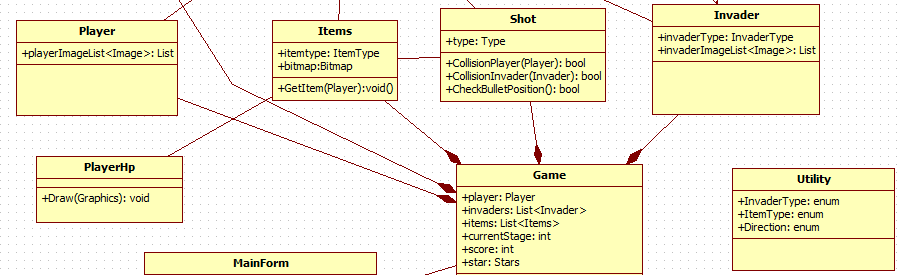 Player
+playerImageList<Image>: List
Items
+itemtype: ItemType
+bitmap:Bitmap
+GetItem(Player):void()
Shot
+type: Type
+CollisionPlayer(Player): bool
+CollisionInvader(Invader): bool
+CheckBulletPosition(): bool
Invader
+invaderType: InvaderType
+invaderImageList<Image>: List
PlayerHp
+Draw(Graphics): void
Game
+player: Player
+invaders: List<Invader>
+items: List<Items>
+currentStage: int
+score: int
+star: Stars
Utility
+InvaderType: enum
+ItemType: enum
+Direction: enum
MainForm